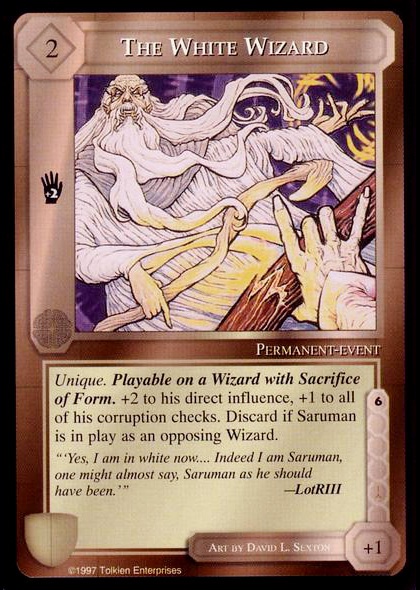 2
THE WHITE WIZARD
PERMANENT-EVENT
Unique. Playable on a Wizard with Sacrifice
of Form. +2 to his direct influence, +1 to all
of his corruption checks. Discard if Saruman
is in play as an opposing Wizard.
“‘Yes, I am in white now.... Indeed I am Saruman,
one might almost say, Saruman as he should
have been.’” —LotRIII
6
ART BY DAVID L. SEXTON
+1
©1997 Tolkien Enterprises